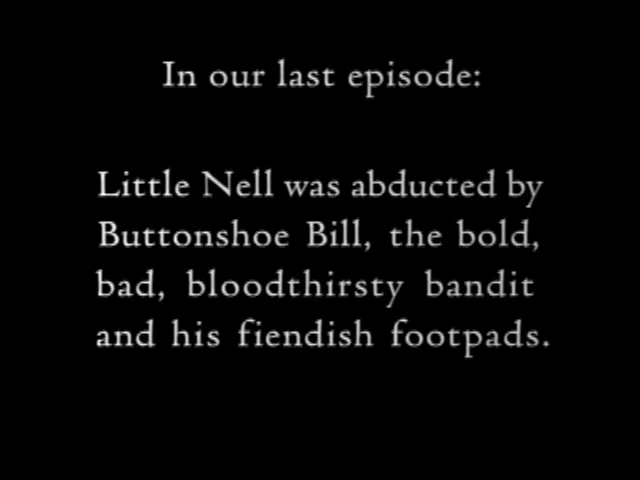 In our last episode:
Little Nell was abducted by
Buttonshoe Bill, the bold,
bad, bloodthirsty bandit
and his fiendish footpads.